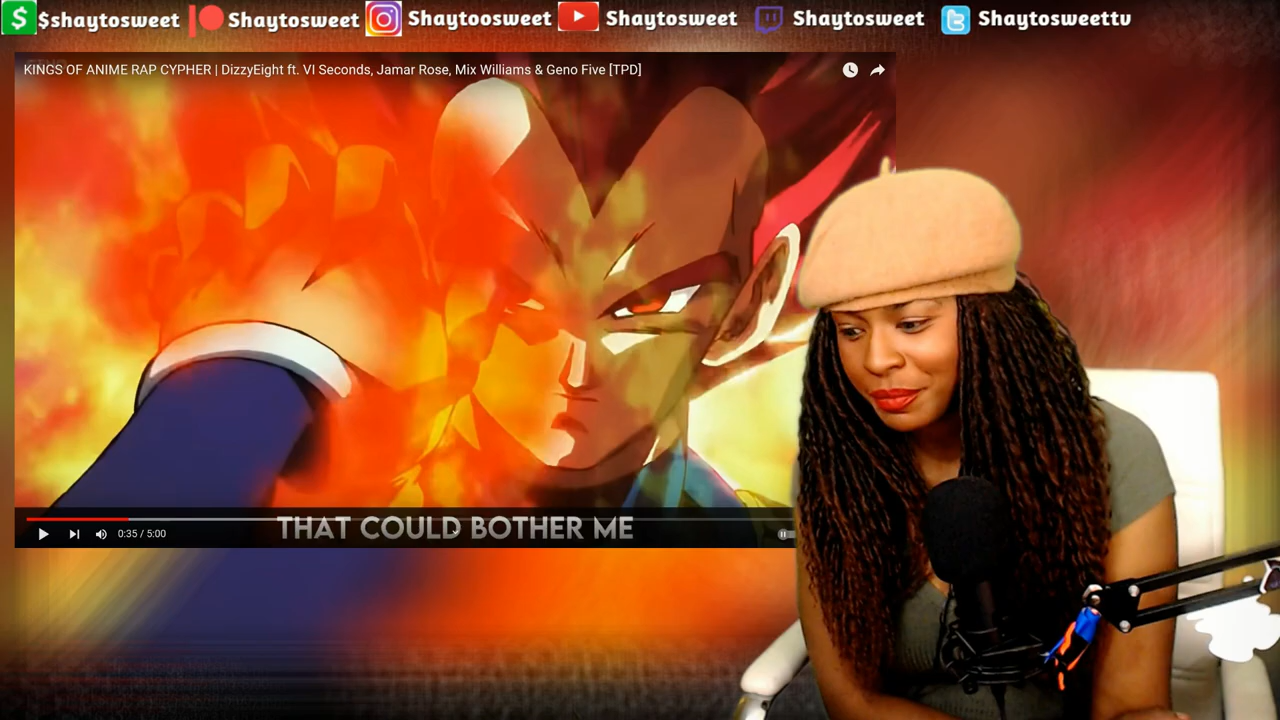 $shaytosweet Shaytosweet Shaytoosweet Shaytosweet Shaytosweet Shaytosweettv
KINGS OF ANIME RAP CYPHER | DizzyEight ft. VI Seconds, Jamar Rose, Mix Williams & Geno Five [TPD]
THAT COULD BOTHER ME
0:35 / 5:00